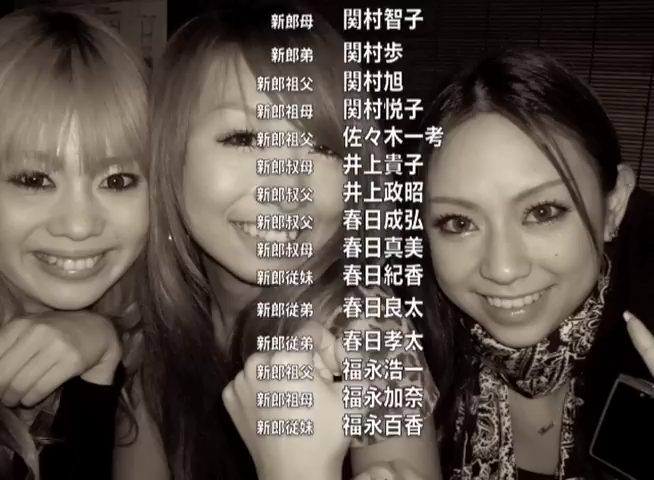 新郎母 関村智子
新郎弟 関村歩
新郎祖父 関村旭
新郎祖母 関村悦子
新郎祖父 佐々木一考
新郎叔母 井上貴子
新郎叔父 井上政昭
新郎叔父 春日成弘
新郎叔母 春日真美
新郎従妹 春日紀香
新郎従弟 春日良太
新郎従弟 春日孝太
新郎祖父 福永浩一
新郎祖母 福永加奈
新郎従妹 福永百香